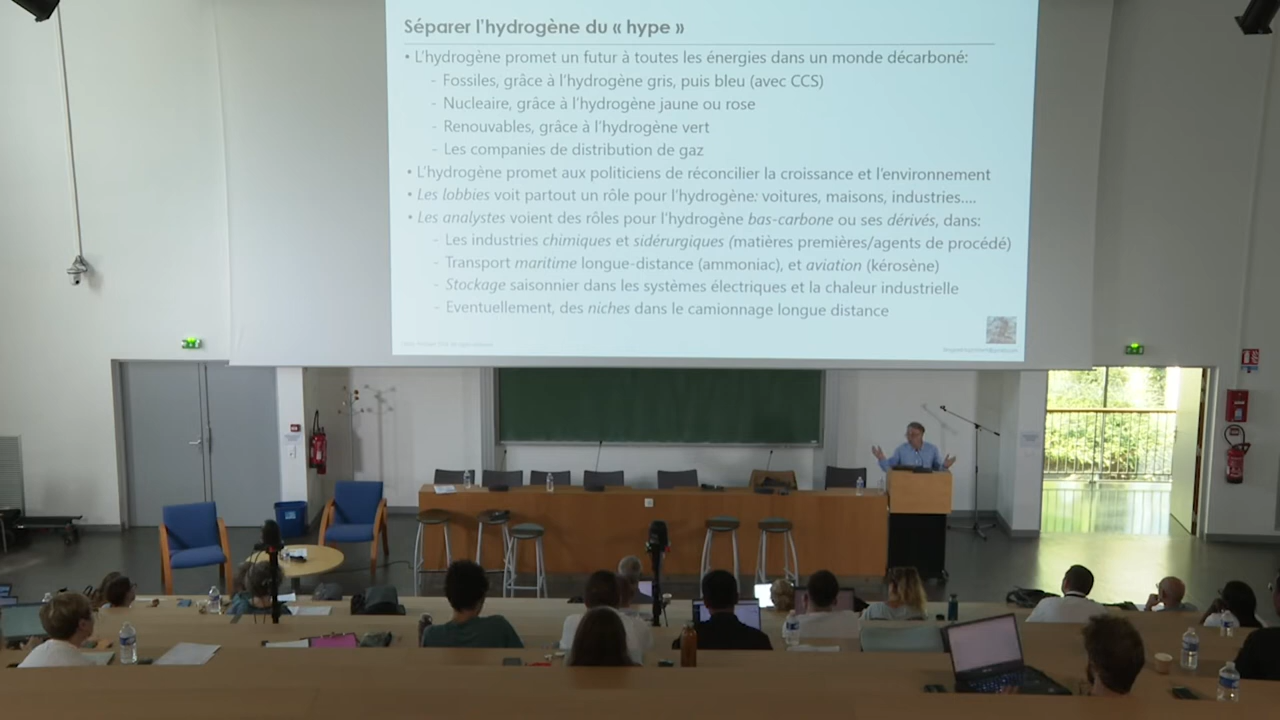 Séparer l'hydrogène du « hype »
• L'hydrogène promet un futur à toutes les énergies dans un monde décarboné:
- Fossiles, grâce à l'hydrogène gris, puis bleu (avec CCS)
- Nucleaire, grâce à l'hydrogène jaune ou rose
- Renouvables, grâce à l'hydrogène vert
- Les companies de distribution de gaz
• L'hydrogène promet aux politiciens de réconcilier la croissance et l'environnement
• Les lobbies voit partout un rôle pour l'hydrogène: voitures, maisons, industries....
• Les analystes voient des rôles pour l'hydrogène bas-carbone ou ses dérivés, dans:
- Les industries chimiques et sidérurgiques (matières premières/agents de procédé)
- Transport maritime longue-distance (ammoniac), et aviation (kérosène)
- Stockage saisonnier dans les systèmes électriques et la chaleur industrielle
- Eventuellement, des niches dans le camionnage longue distance